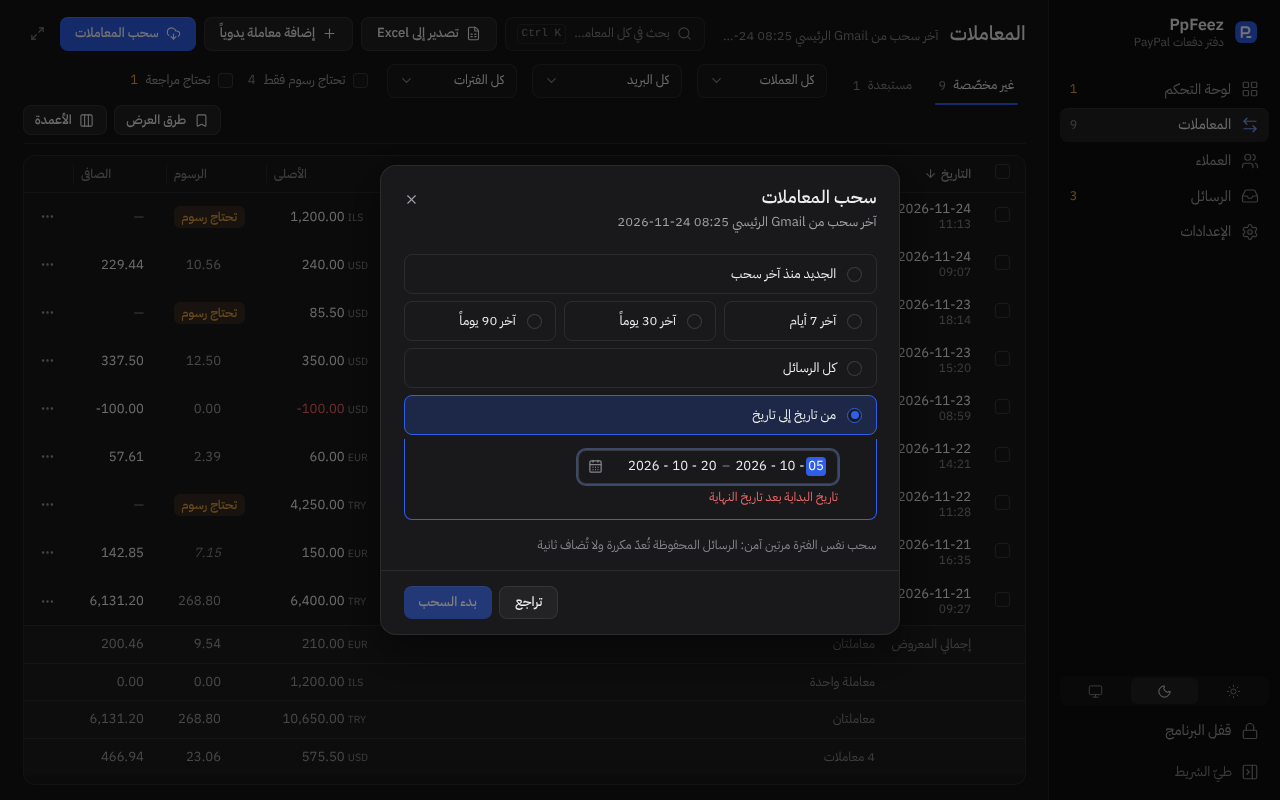 PpFeez
دفتر دفعات PayPal
لوحة التحكم 1
المعاملات 9
العملاء
الرسائل 3
الإعدادات
قفل البرنامج
طيّ الشريط
المعاملات
آخر سحب من Gmail الرئيسي 08:25 24-...
بحث في كل المعامـ... Ctrl K
تصدير إلى Excel
إضافة معاملة يدوياً
سحب المعاملات
غير مخصّصة 9
مستبعدة 1
كل العملات
كل البريد
كل الفترات
تحتاج رسوم فقط 4
تحتاج مراجعة 1
طرق العرض
الأعمدة
التاريخ الأصلي الرسوم الصافي
2026-11-24 11:13 1,200.00 ILS تحتاج رسوم —
2026-11-24 09:07 240.00 USD 10.56 229.44
2026-11-23 18:14 85.50 USD تحتاج رسوم —
2026-11-23 15:20 350.00 USD 12.50 337.50
2026-11-23 08:59 -100.00 USD 0.00 -100.00
2026-11-22 14:21 60.00 EUR 2.39 57.61
2026-11-22 11:28 4,250.00 TRY تحتاج رسوم —
2026-11-21 16:35 150.00 EUR 7.15 142.85
2026-11-21 09:27 6,400.00 TRY 268.80 6,131.20
إجمالي المعروض معاملتان 210.00 EUR 9.54 200.46
معاملة واحدة 1,200.00 ILS 0.00 0.00
معاملتان 10,650.00 TRY 268.80 6,131.20
4 معاملات 575.50 USD 23.06 466.94
سحب المعاملات
آخر سحب من Gmail الرئيسي 08:25 2026-11-24
الجديد منذ آخر سحب
آخر 7 أيام
آخر 30 يوماً
آخر 90 يوماً
كل الرسائل
من تاريخ إلى تاريخ
2026 - 10 - 20 – 2026 - 10 - 05
تاريخ البداية بعد تاريخ النهاية
سحب نفس الفترة مرتين آمن: الرسائل المحفوظة تُعدّ مكررة ولا تُضاف ثانية
تراجع
بدء السحب